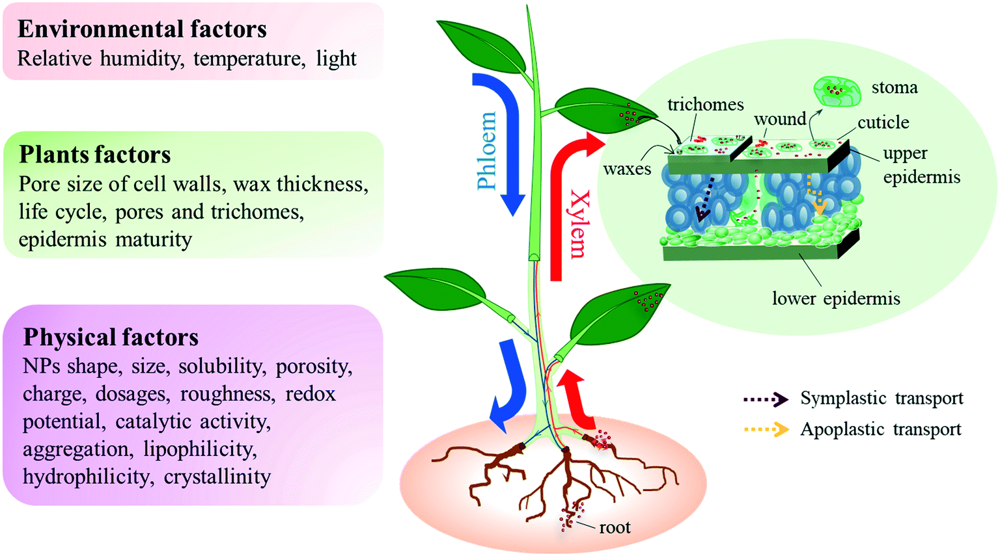 Environmental factors
Relative humidity, temperature, light
Plants factors
Pore size of cell walls, wax thickness,
life cycle, pores and trichomes,
epidermis maturity
Physical factors
NPs shape, size, solubility, porosity,
charge, dosages, roughness, redox
potential, catalytic activity,
aggregation, lipophilicity,
hydrophilicity, crystallinity
Phloem
Xylem
root
stoma
trichomes
wound
cuticle
waxes
upper
epidermis
lower epidermis
Symplastic transport
Apoplastic transport